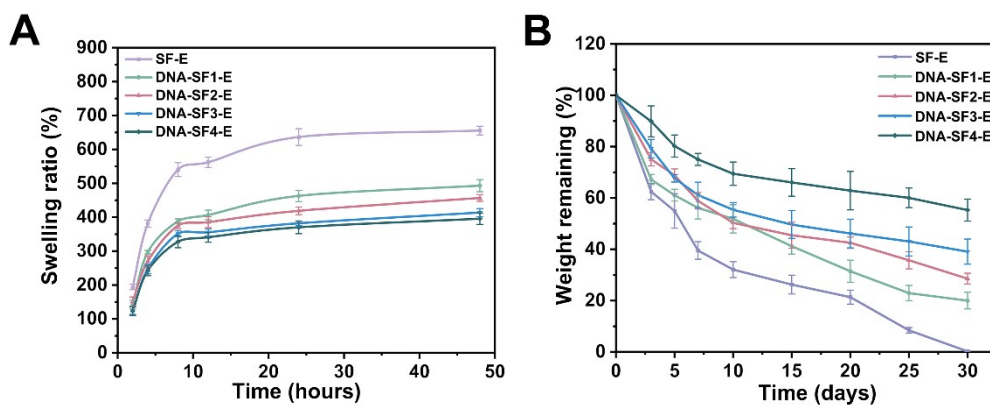 A
Swelling ratio (%)
900
800
700
600
500
400
300
200
100
0
SF-E
DNA-SF1-E
DNA-SF2-E
DNA-SF3-E
DNA-SF4-E
0 10 20 30 40 50
Time (hours)
B
Weight remaining (%)
120
100
80
60
40
20
0
SF-E
DNA-SF1-E
DNA-SF2-E
DNA-SF3-E
DNA-SF4-E
0 5 10 15 20 25 30
Time (days)